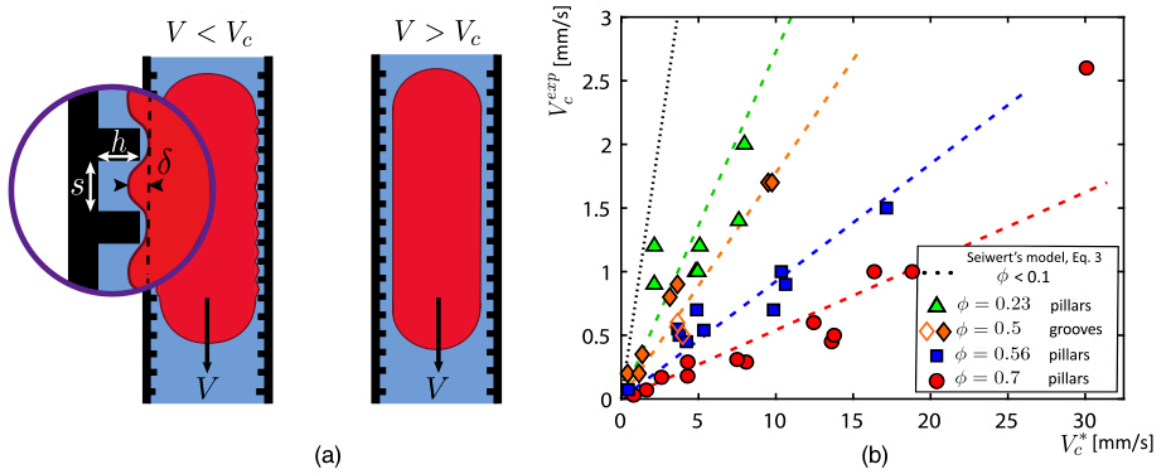 (a)
V < V_c
V > V_c
h
δ
s
V
V
(a)
(b)
V_c^{exp} [mm/s]
3
2.5
2
1.5
1
0.5
0
0
5
10
15
20
25
30
V_c^* [mm/s]
Seiwert's model, Eq. 3
ϕ < 0.1
ϕ = 0.23 pillars
ϕ = 0.5 grooves
ϕ = 0.56 pillars
ϕ = 0.7 pillars
(b)